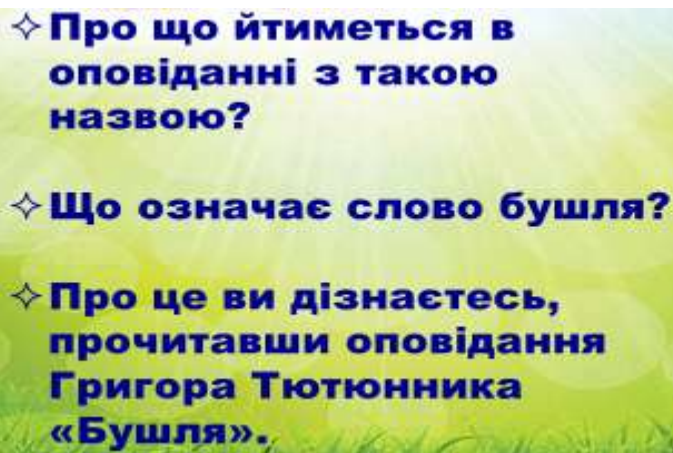 ✧Про що йтиметься в
оповіданні з такою
назвою?
✧Що означає слово бушля?
✧Про це ви дізнаєтесь,
прочитавши оповідання
Григора Тютюнника
«Бушля».